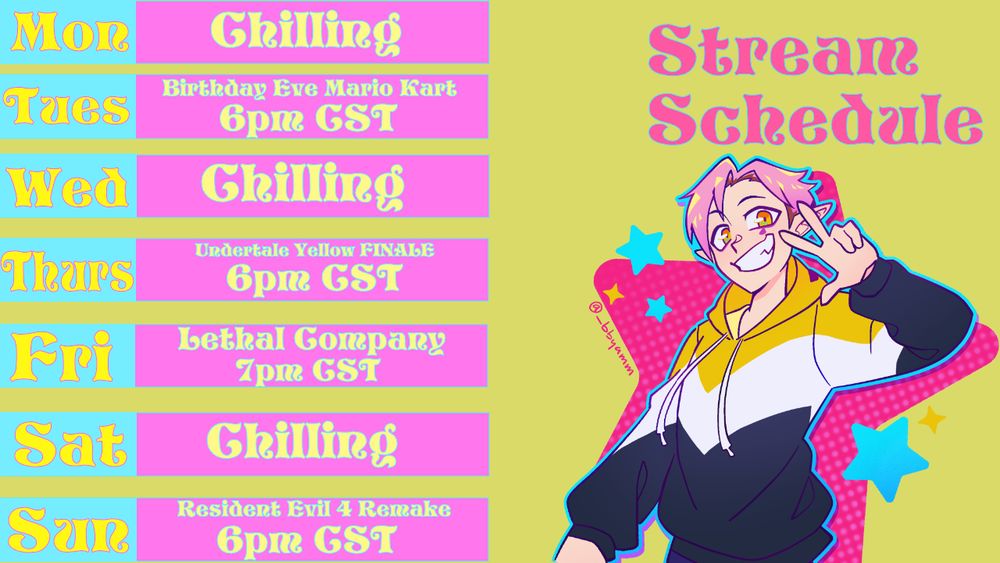 Stream
Schedule
Mon
Chilling
Tues
Birthday Eve Mario Kart
6pm CST
Wed
Chilling
Thurs
Undertale Yellow FINALE
6pm CST
Fri
Lethal Company
7pm CST
Sat
Chilling
Sun
Resident Evil 4 Remake
6pm CST
@_bbyamm